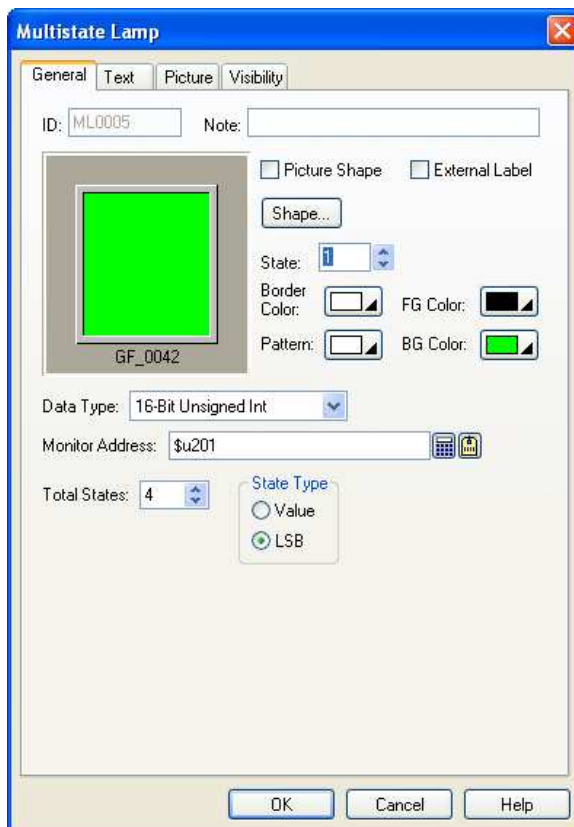 Multistate Lamp
General Text Picture Visibility
ID: ML0005 Note:
Picture Shape External Label
Shape...
State: 1
Border Color: FG Color:
Pattern: BG Color:
GF_0042
Data Type: 16-Bit Unsigned Int
Monitor Address: $u201
Total States: 4
State Type
Value
LSB
OK Cancel Help